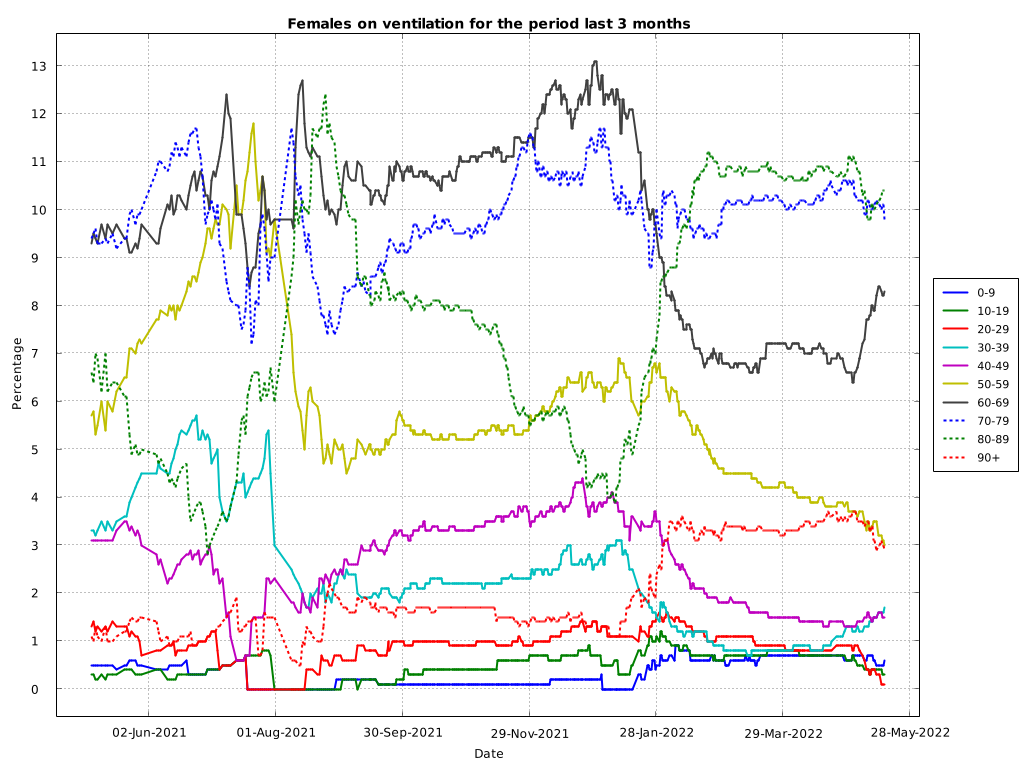 Females on ventilation for the period last 3 months
13
12
11
10
9
8
7
6
5
4
3
2
1
0
Percentage
02-Jun-2021
01-Aug-2021
30-Sep-2021
29-Nov-2021
28-Jan-2022
29-Mar-2022
28-May-2022
Date
0-9
10-19
20-29
30-39
40-49
50-59
60-69
70-79
80-89
90+